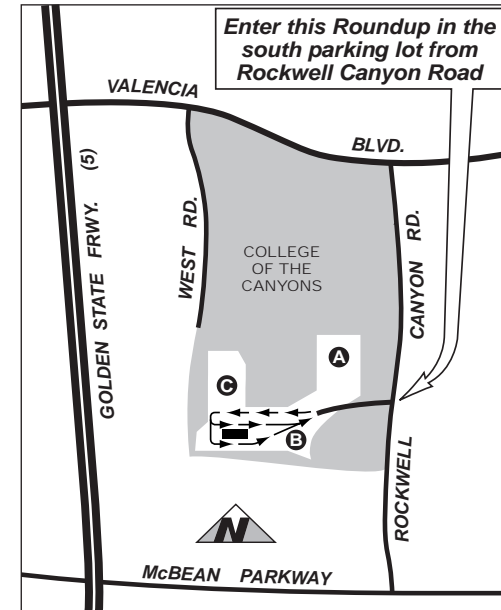 Enter this Roundup in the
south parking lot from
Rockwell Canyon Road
VALENCIA
BLVD.
GOLDEN STATE FRWY. (5)
WEST RD.
CANYON RD.
COLLEGE
OF THE
CANYONS
A
C
B
ROCKWELL
N
McBEAN PARKWAY